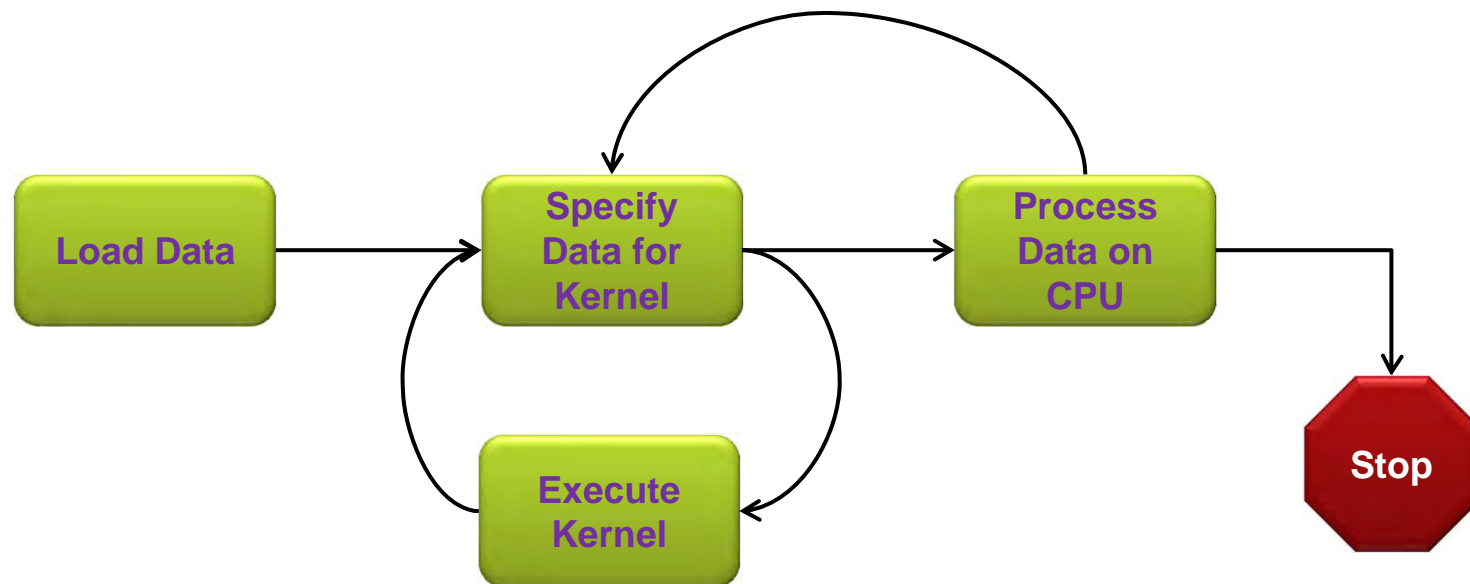 Load Data
Specify
Data for
Kernel
Process
Data on
CPU
Execute
Kernel
Stop